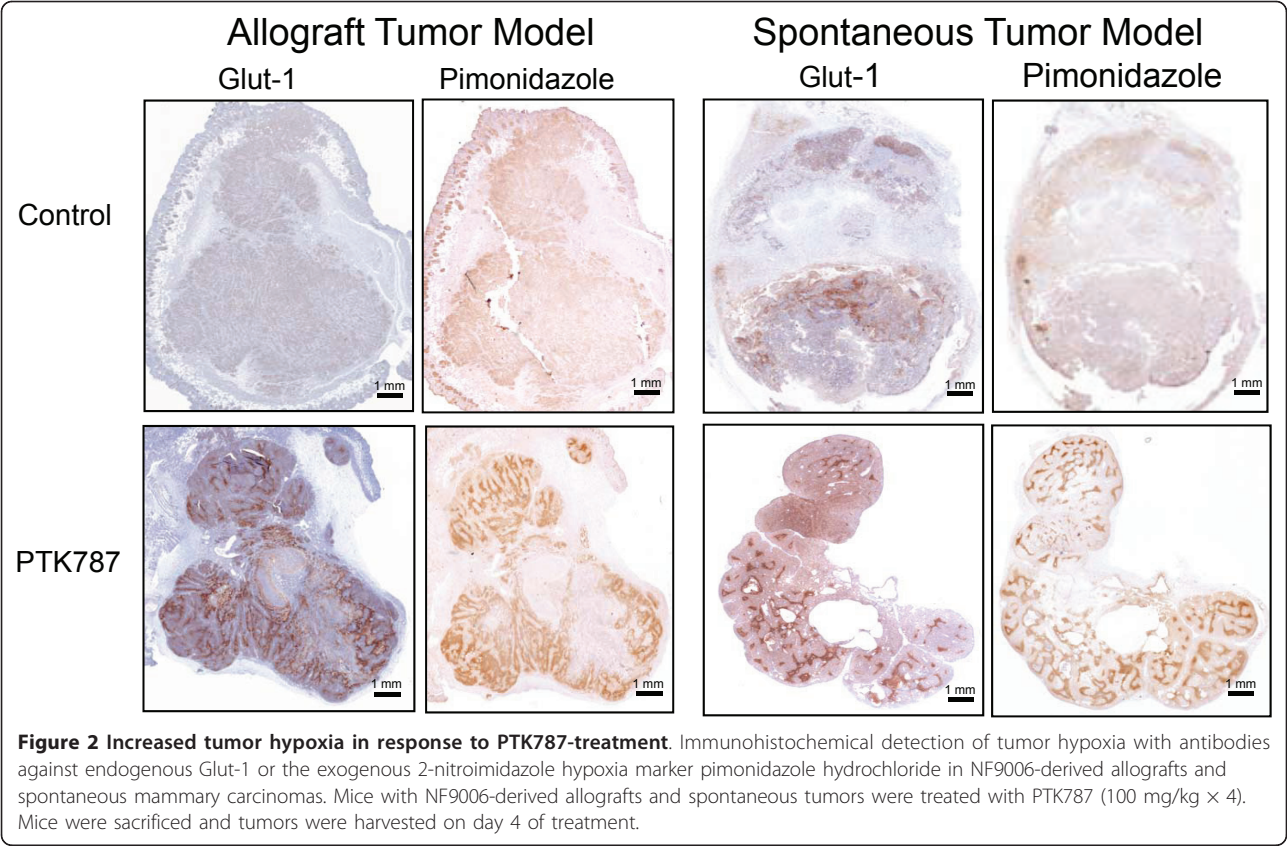 Allograft Tumor Model Spontaneous Tumor Model
Glut-1 Pimonidazole Glut-1 Pimonidazole
Control
1 mm 1 mm 1 mm 1 mm
PTK787
1 mm 1 mm 1 mm 1 mm
Figure 2 Increased tumor hypoxia in response to PTK787-treatment. Immunohistochemical detection of tumor hypoxia with antibodies
against endogenous Glut-1 or the exogenous 2-nitroimidazole hypoxia marker pimonidazole hydrochloride in NF9006-derived allografts and
spontaneous mammary carcinomas. Mice with NF9006-derived allografts and spontaneous tumors were treated with PTK787 (100 mg/kg × 4).
Mice were sacrificed and tumors were harvested on day 4 of treatment.